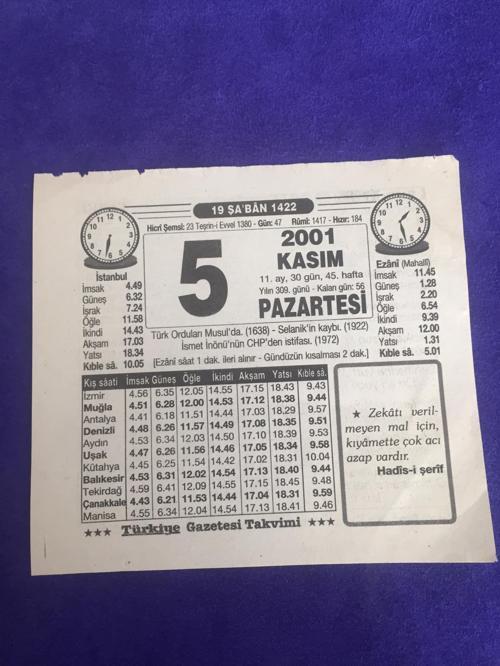 19 ŞA'BÂN 1422
Hicrî Şemsî: 23 Teşrin-i Evvel 1380 - Gün: 47 Rûmî: 1417 - Hızır: 184
5
2001
KASIM
11. ay, 30 gün, 45. hafta
Yılın 309. günü - Kalan gün: 56
PAZARTESİ
İstanbul
İmsak 4.49
Güneş 6.32
İsrak 7.24
Öğle 11.58
İkindi 14.43
Akşam 17.03
Yatsı 18.34
Kıble sâ. 10.05
Ezanî (Mahallî)
İmsak 11.45
Güneş 1.28
İsrak 2.20
Öğle 6.54
İkindi 9.39
Akşam 12.00
Yatsı 1.31
Kıble sâ. 5.01
Türk Orduları Musul'da. (1638) - Selanik'in kaybı. (1922)
İsmet İnönü'nün CHP'den istifası. (1972)
[Ezânî sâat 1 dak. ileri alınır - Gündüzün kısalması 2 dak.]
Kış sâati İmsak Güneş Öğle İkindi Akşam Yatsı Kıble sâ.
İzmir 4.56 6.35 12.05 14.55 17.15 18.43 9.43
Muğla 4.51 6.28 12.00 14.53 17.12 18.38 9.44
Antalya 4.41 6.18 11.51 14.44 17.03 18.29 9.57
Denizli 4.48 6.26 11.57 14.49 17.08 18.35 9.51
Aydın 4.53 6.34 12.03 14.50 17.10 18.39 9.53
Uşak 4.47 6.26 11.56 14.46 17.05 18.34 9.58
Kütahya 4.45 6.25 11.54 14.42 17.02 18.31 10.04
Balıkesir 4.53 6.31 12.02 14.54 17.13 18.40 9.44
Tekirdağ 4.59 6.41 12.09 14.55 17.15 18.45 9.48
Çanakkale 4.43 6.21 11.53 14.44 17.04 18.31 9.59
Manisa 4.55 6.34 12.04 14.54 17.13 18.41 9.46
★ Zekâtı veril-
meyen mal için,
kıyâmette çok acı
azap vardır.
Hadîs-i şerîf
★★★ Türkiye Gazetesi Takvimi ★★★